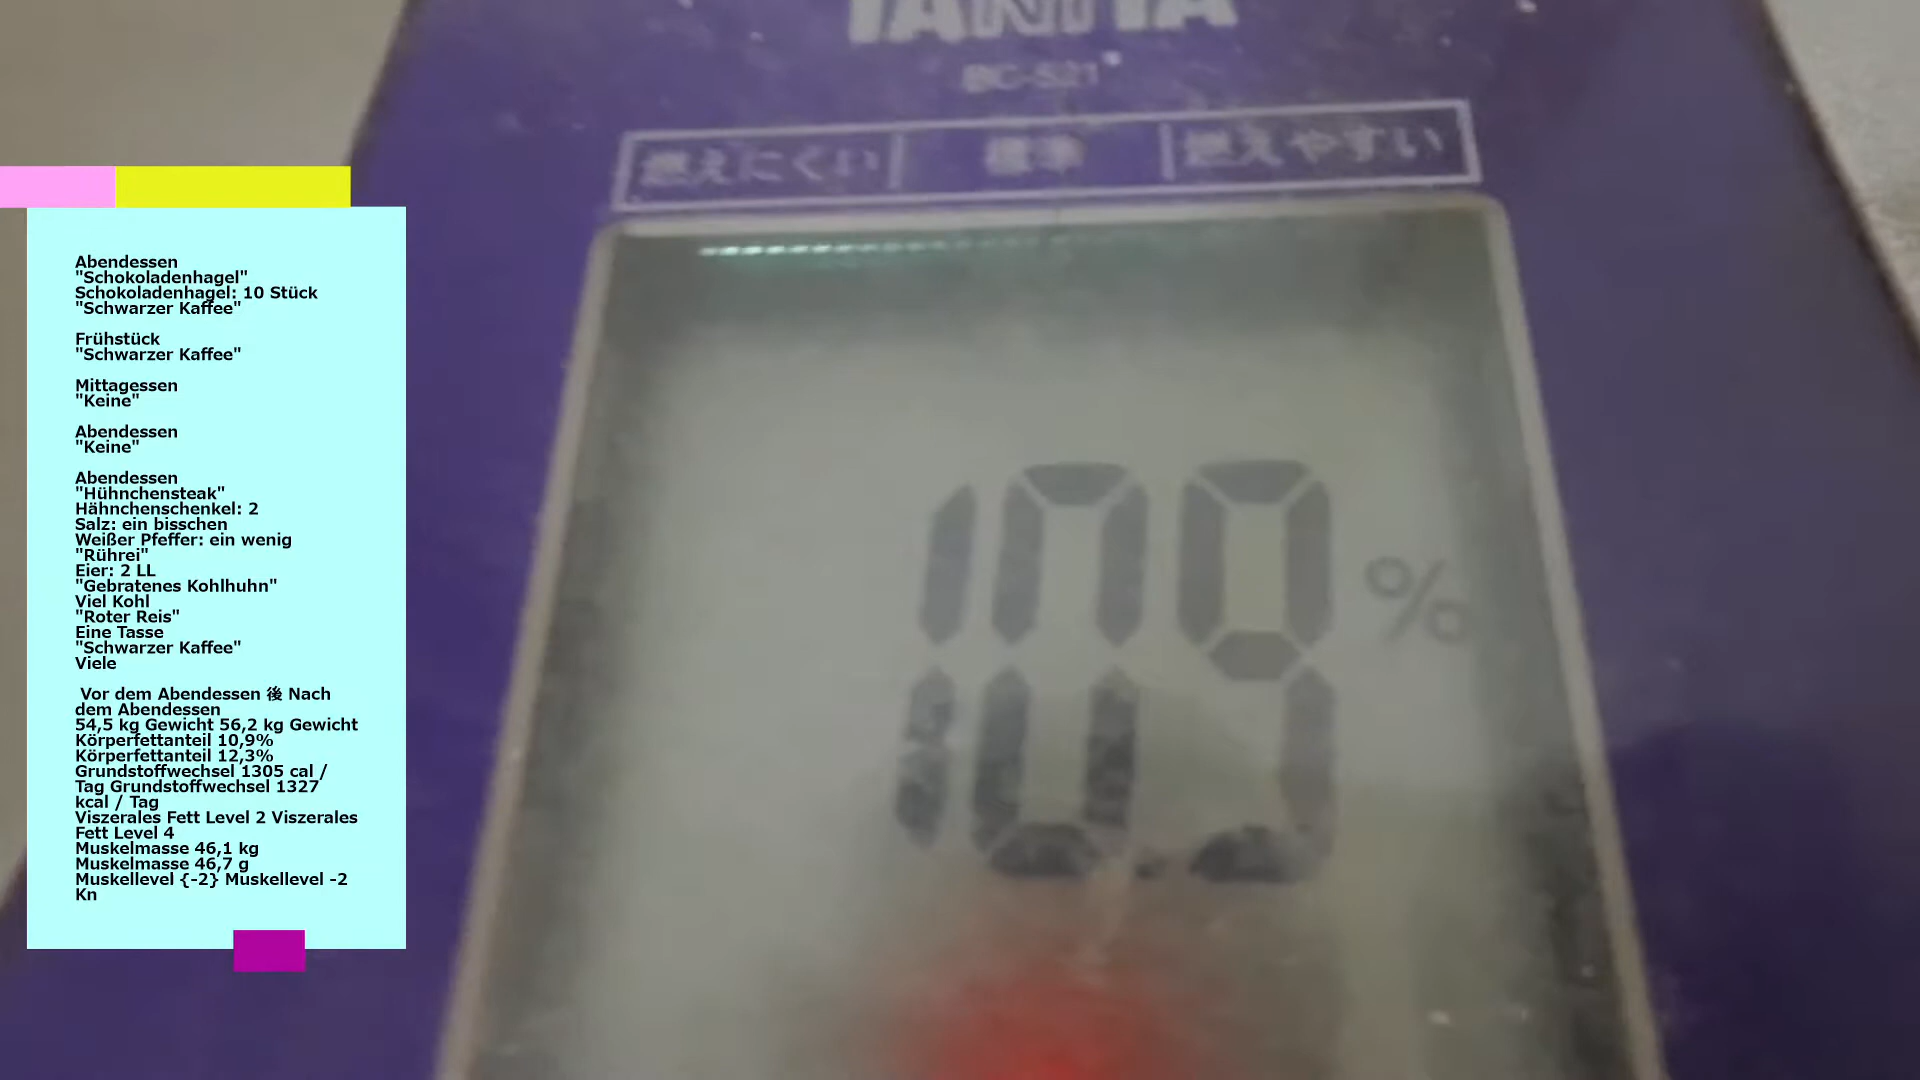 TANITA
BC-521
燃えにくい 標準 燃えやすい
10.9 %
Abendessen
"Schokoladenhagel"
Schokoladenhagel: 10 Stück
"Schwarzer Kaffee"
Frühstück
"Schwarzer Kaffee"
Mittagessen
"Keine"
Abendessen
"Keine"
Abendessen
"Hühnchensteak"
Hähnchenschenkel: 2
Salz: ein bisschen
Weißer Pfeffer: ein wenig
"Rührei"
Eier: 2 LL
"Gebratenes Kohlhuhn"
Viel Kohl
"Roter Reis"
Eine Tasse
"Schwarzer Kaffee"
Viele
Vor dem Abendessen 後 Nach
dem Abendessen
54,5 kg Gewicht 56,2 kg Gewicht
Körperfettanteil 10,9%
Körperfettanteil 12,3%
Grundstoffwechsel 1305 cal /
Tag Grundstoffwechsel 1327
kcal / Tag
Viszerales Fett Level 2 Viszerales
Fett Level 4
Muskelmasse 46,1 kg
Muskelmasse 46,7 g
Muskellevel {-2} Muskellevel -2
Kn